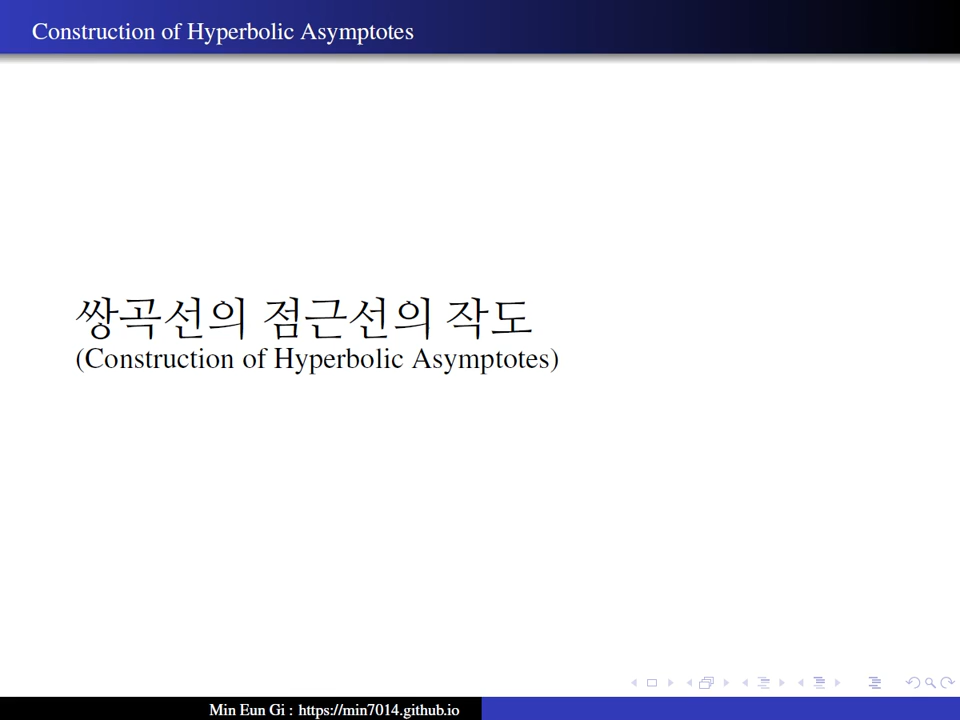 Construction of Hyperbolic Asymptotes
쌍곡선의 점근선의 작도
(Construction of Hyperbolic Asymptotes)
Min Eun Gi : https://min7014.github.io